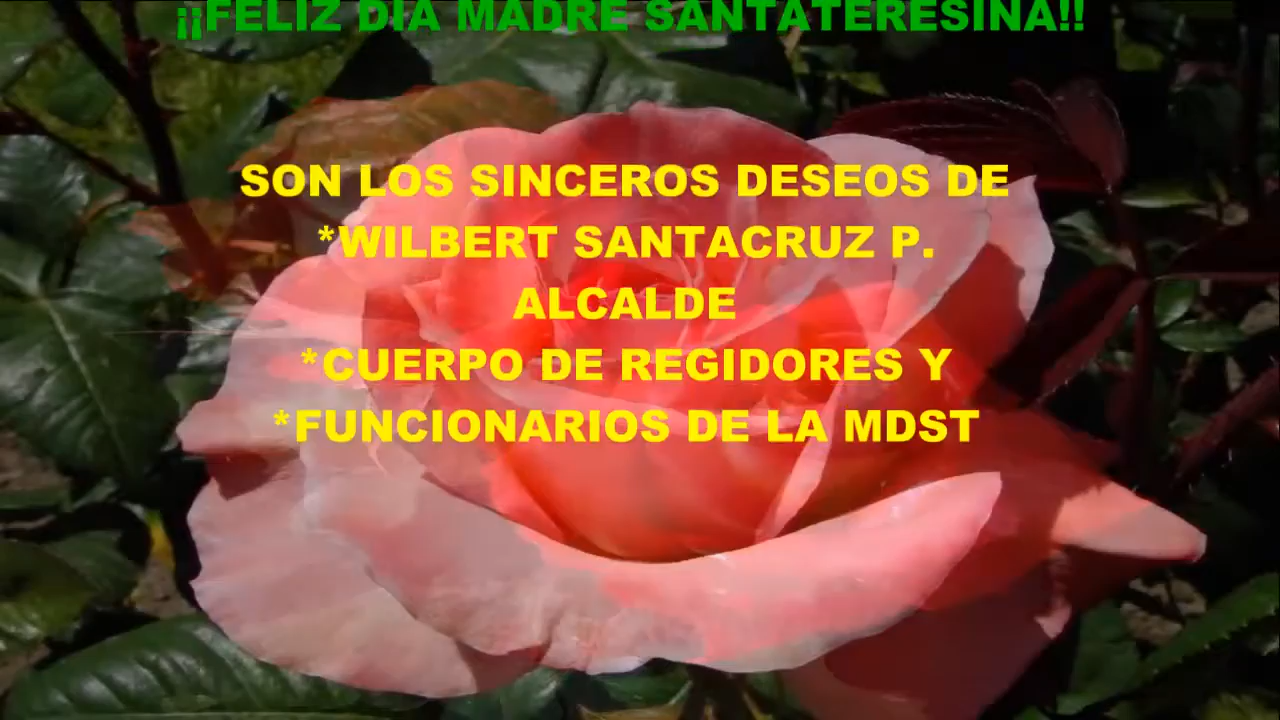 ¡¡FELIZ DIA MADRE SANTATERESINA!!
SON LOS SINCEROS DESEOS DE
*WILBERT SANTACRUZ P.
ALCALDE
*CUERPO DE REGIDORES Y
*FUNCIONARIOS DE LA MDST